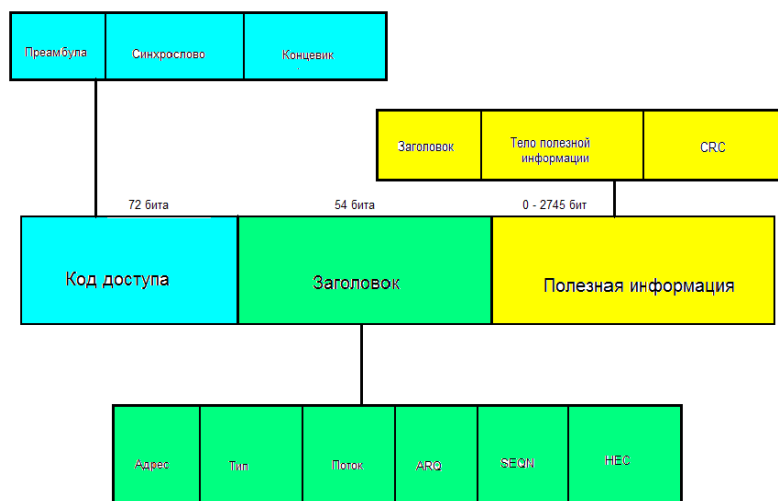 Преамбула
Синхрослово
Концевик
Заголовок
Тело полезной
информации
CRC
72 бита
54 бита
0 - 2745 бит
Код доступа
Заголовок
Полезная информация
Адрес
Тип
Поток
ARQ
SEQN
HEC